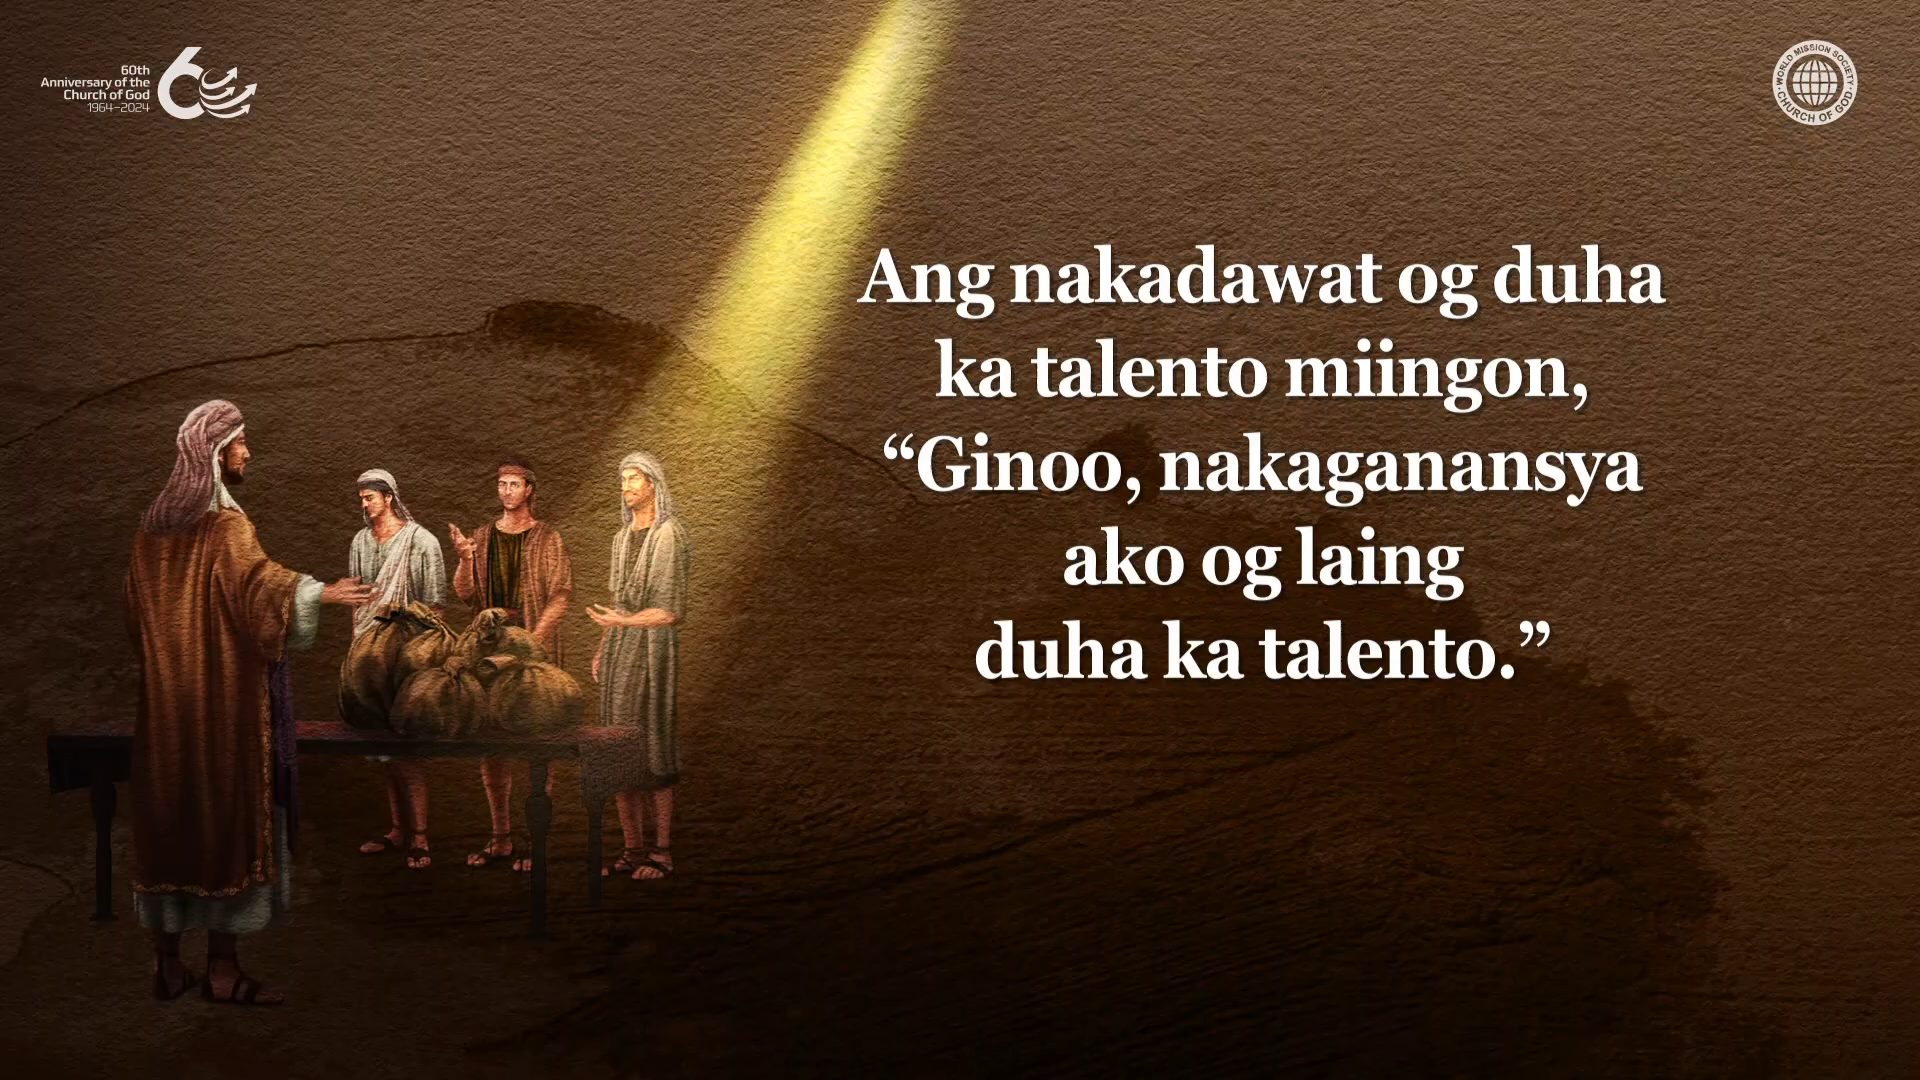 60th
Anniversary of the
Church of God
1964–2024
60
WORLD MISSION SOCIETY
CHURCH OF GOD
Ang nakadawat og duha
ka talento miingon,
“Ginoo, nakaganansya
ako og laing
duha ka talento.”